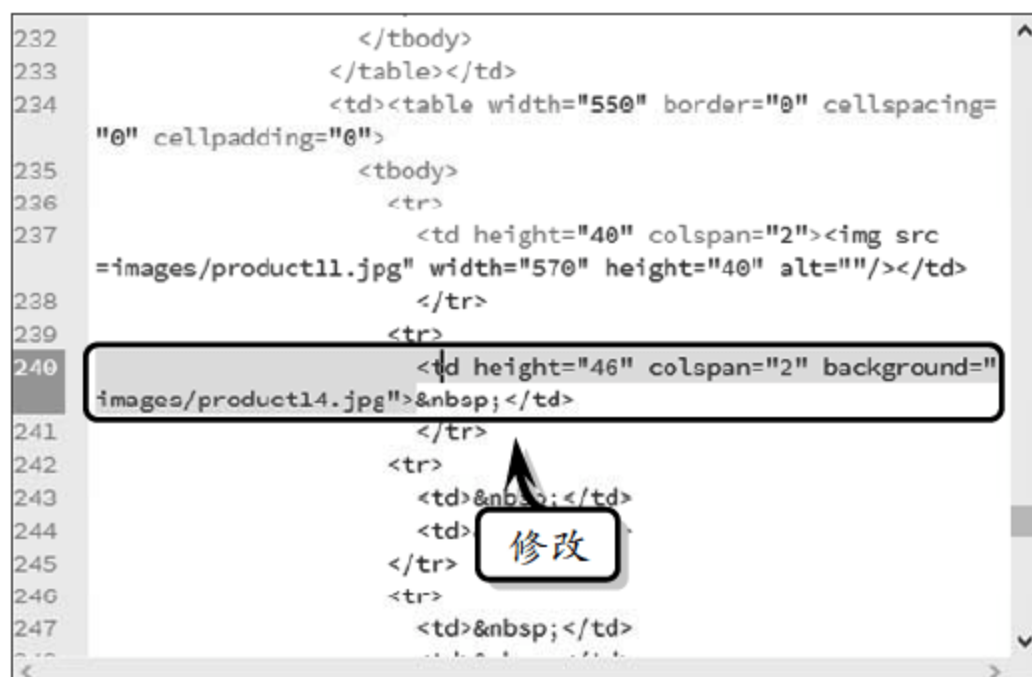 232 </tbody>
233 </table></td>
234 <td><table width="550" border="0" cellspacing=
"0" cellpadding="0">
235 <tbody>
236 <tr>
237 <td height="40" colspan="2"><img src
=images/product11.jpg" width="570" height="40" alt=""/></td>
238 </tr>
239 <tr>
240 <td height="46" colspan="2" background="
images/product14.jpg">&nbsp;</td>
241 </tr>
242 <tr>
243 <td>&nbsp;</td>
244 <td>
修改
245 </tr>
246 <tr>
247 <td>&nbsp;</td>